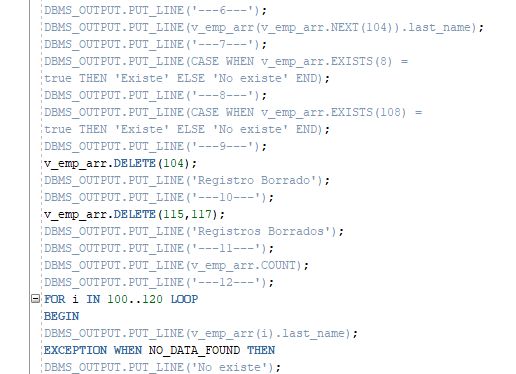 DBMS_OUTPUT.PUT_LINE('---6---');
DBMS_OUTPUT.PUT_LINE(v_emp_arr(v_emp_arr.NEXT(104)).last_name);
DBMS_OUTPUT.PUT_LINE('---7---');
DBMS_OUTPUT.PUT_LINE(CASE WHEN v_emp_arr.EXISTS(8) =
true THEN 'Existe' ELSE 'No existe' END);
DBMS_OUTPUT.PUT_LINE('---8---');
DBMS_OUTPUT.PUT_LINE(CASE WHEN v_emp_arr.EXISTS(108) =
true THEN 'Existe' ELSE 'No existe' END);
DBMS_OUTPUT.PUT_LINE('---9---');
v_emp_arr.DELETE(104);
DBMS_OUTPUT.PUT_LINE('Registro Borrado');
DBMS_OUTPUT.PUT_LINE('---10---');
v_emp_arr.DELETE(115,117);
DBMS_OUTPUT.PUT_LINE('Registros Borrados');
DBMS_OUTPUT.PUT_LINE('---11---');
DBMS_OUTPUT.PUT_LINE(v_emp_arr.COUNT);
DBMS_OUTPUT.PUT_LINE('---12---');
FOR i IN 100..120 LOOP
BEGIN
DBMS_OUTPUT.PUT_LINE(v_emp_arr(i).last_name);
EXCEPTION WHEN NO_DATA_FOUND THEN
DBMS_OUTPUT.PUT_LINE('No existe');